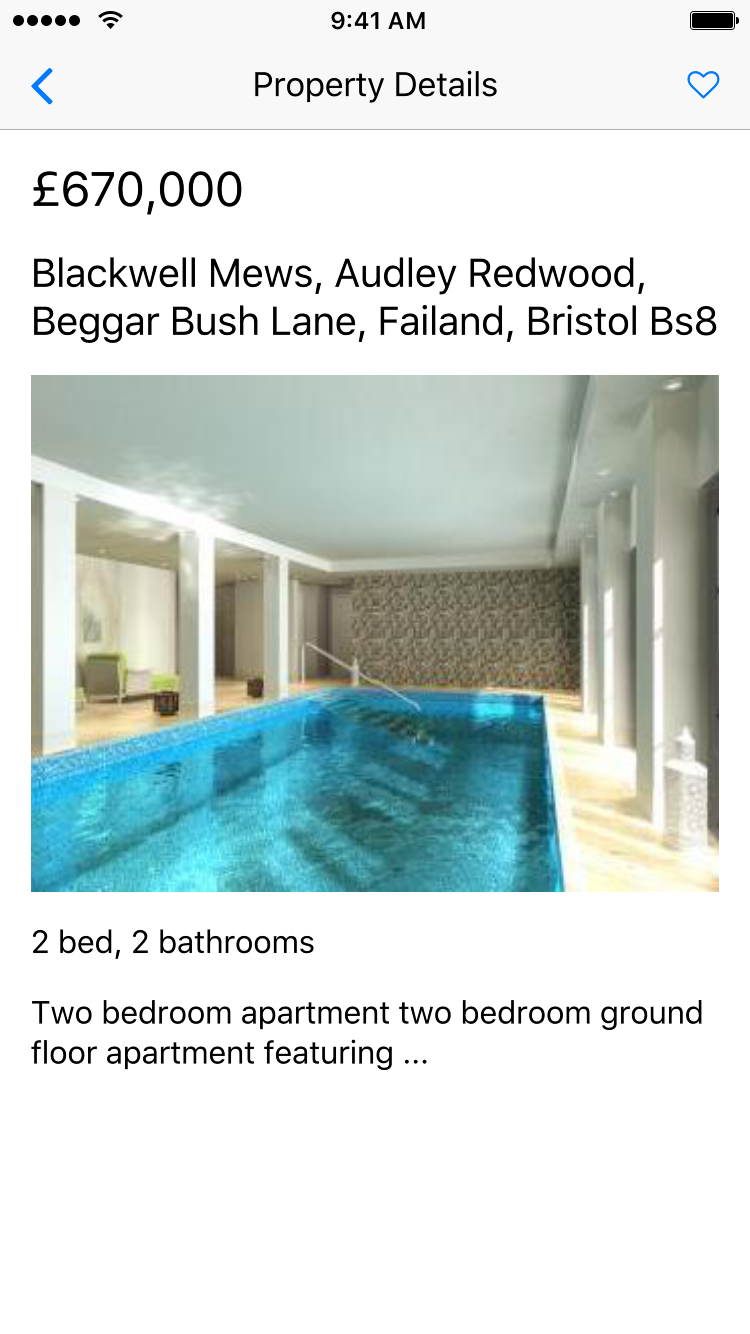 9:41 AM
Property Details
£670,000
Blackwell Mews, Audley Redwood,
Beggar Bush Lane, Failand, Bristol Bs8
2 bed, 2 bathrooms
Two bedroom apartment two bedroom ground
floor apartment featuring ...